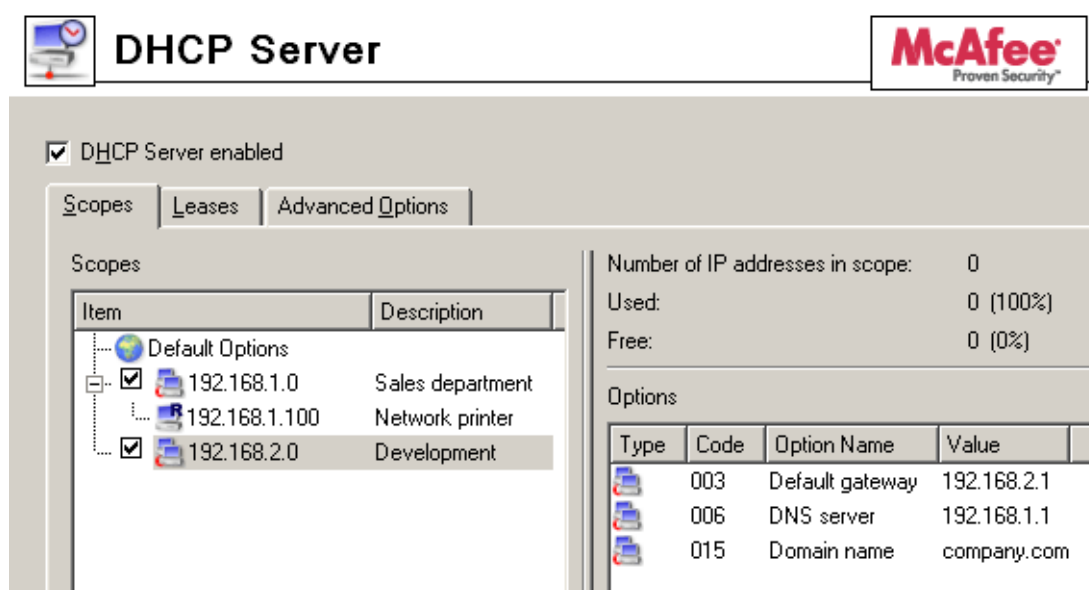 DHCP Server
McAfee
Proven Security™
DHCP Server enabled
Scopes Leases Advanced Options
Scopes
Item Description
Default Options
192.168.1.0 Sales department
R 192.168.1.100 Network printer
192.168.2.0 Development
Number of IP addresses in scope: 0
Used: 0 (100%)
Free: 0 (0%)
Options
Type Code Option Name Value
003 Default gateway 192.168.2.1
006 DNS server 192.168.1.1
015 Domain name company.com